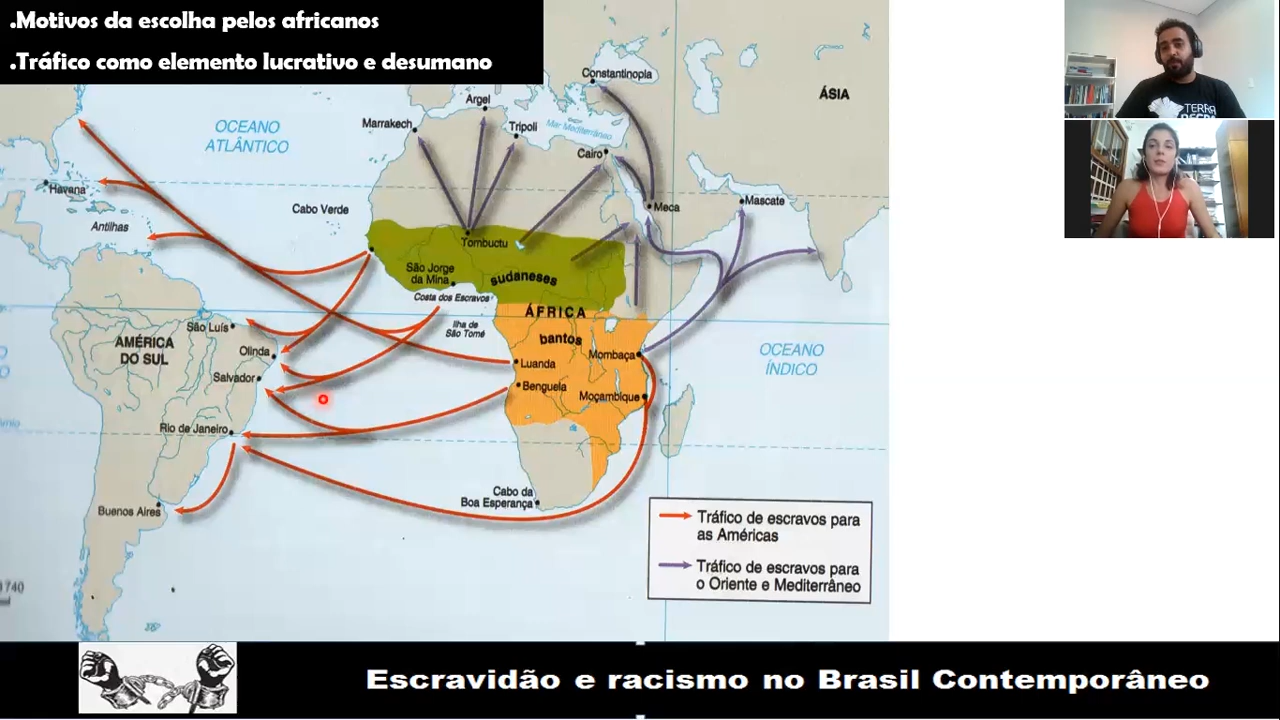 .Motivos da escolha pelos africanos
.Tráfico como elemento lucrativo e desumano
Constantinopla
ÁSIA
Argel
Marrakech
Trípoli
Mar Mediterrâneo
OCEANO
ATLÂNTICO
Cairo
Havana
Meca
Mascate
Cabo Verde
Antilhas
Tombuctu
São Jorge
da Mina
sudaneses
Costa dos Escravos
ÁFRICA
Ilha de
São Tomé
bantos
São Luís
AMÉRICA
DO SUL
Olinda
Mombaça
Luanda
OCEANO
ÍNDICO
Salvador
Benguela
Moçambique
Rio de Janeiro
Cabo da
Boa Esperança
Buenos Aires
Tráfico de escravos para
as Américas
Tráfico de escravos para
o Oriente e Mediterrâneo
1740
TERRA
Escravidão e racismo no Brasil Contemporâneo